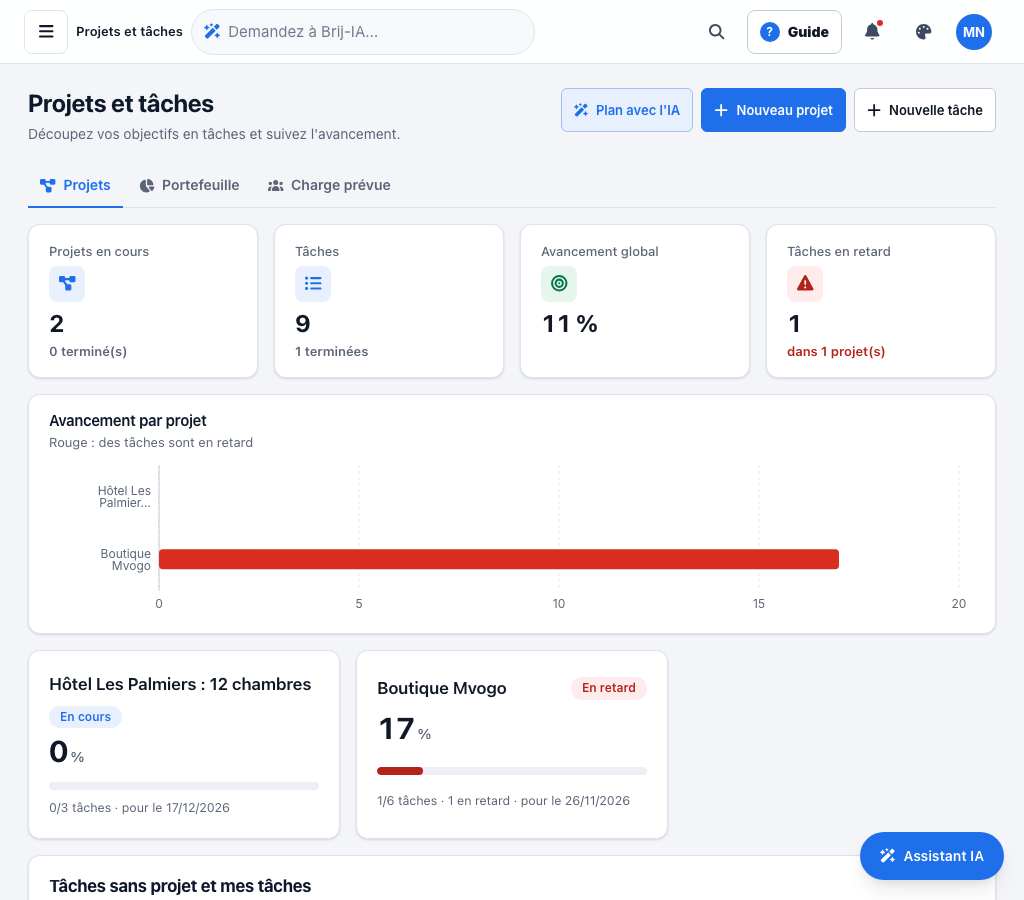 Projets et tâches
Demandez à Brij-IA...
? Guide
MN
Projets et tâches
Découpez vos objectifs en tâches et suivez l'avancement.
Plan avec l'IA
Nouveau projet
Nouvelle tâche
Projets
Portefeuille
Charge prévue
Projets en cours
2
0 terminé(s)
Tâches
9
1 terminées
Avancement global
11 %
Tâches en retard
1
dans 1 projet(s)
Avancement par projet
Rouge : des tâches sont en retard
Hôtel Les
Palmier...
Boutique
Mvogo
0
5
10
15
20
Hôtel Les Palmiers : 12 chambres
En cours
0 %
0/3 tâches · pour le 17/12/2026
Boutique Mvogo
En retard
17 %
1/6 tâches · 1 en retard · pour le 26/11/2026
Assistant IA
Tâches sans projet et mes tâches